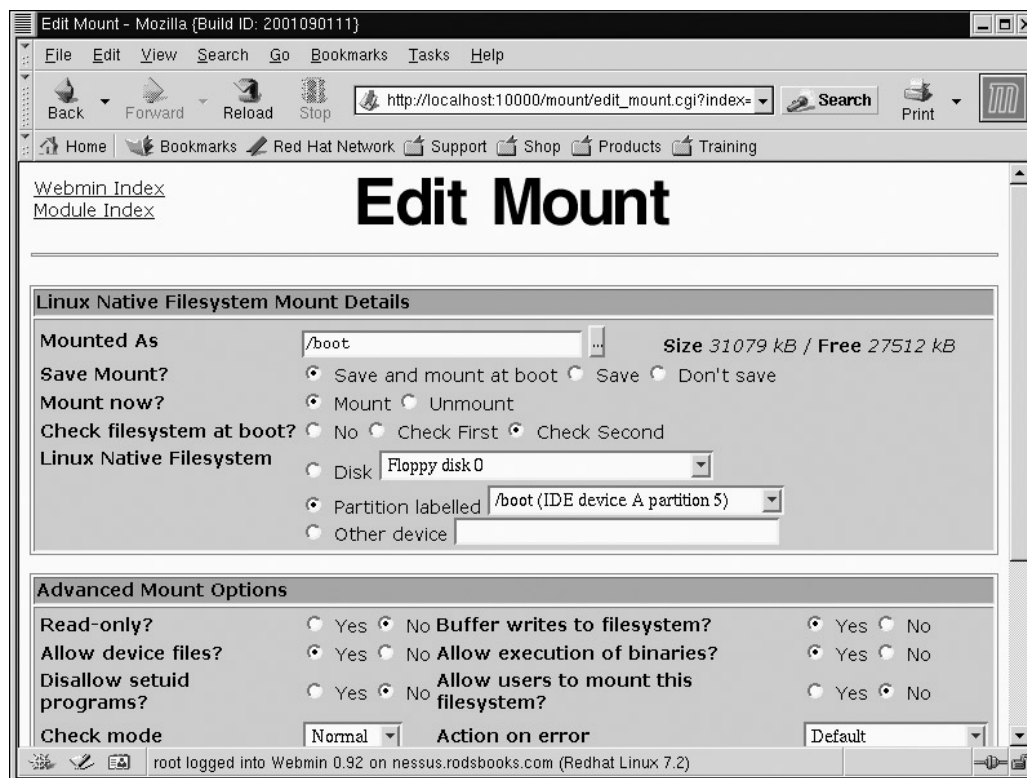 Edit Mount - Mozilla {Build ID: 2001090111}
File Edit View Search Go Bookmarks Tasks Help
Back Forward Reload Stop http://localhost:10000/mount/edit_mount.cgi?index= Search Print
Home Bookmarks Red Hat Network Support Shop Products Training
Webmin Index
Module Index
Edit Mount
Linux Native Filesystem Mount Details
Mounted As /boot ... Size 31079 kB / Free 27512 kB
Save Mount? Save and mount at boot Save Don't save
Mount now? Mount Unmount
Check filesystem at boot? No Check First Check Second
Linux Native Filesystem Disk Floppy disk 0
Partition labelled /boot (IDE device A partition 5)
Other device
Advanced Mount Options
Read-only? Yes No Buffer writes to filesystem? Yes No
Allow device files? Yes No Allow execution of binaries? Yes No
Disallow setuid programs? Yes No Allow users to mount this filesystem? Yes No
Check mode Normal Action on error Default
root logged into Webmin 0.92 on nessus.rodsbooks.com (Redhat Linux 7.2)